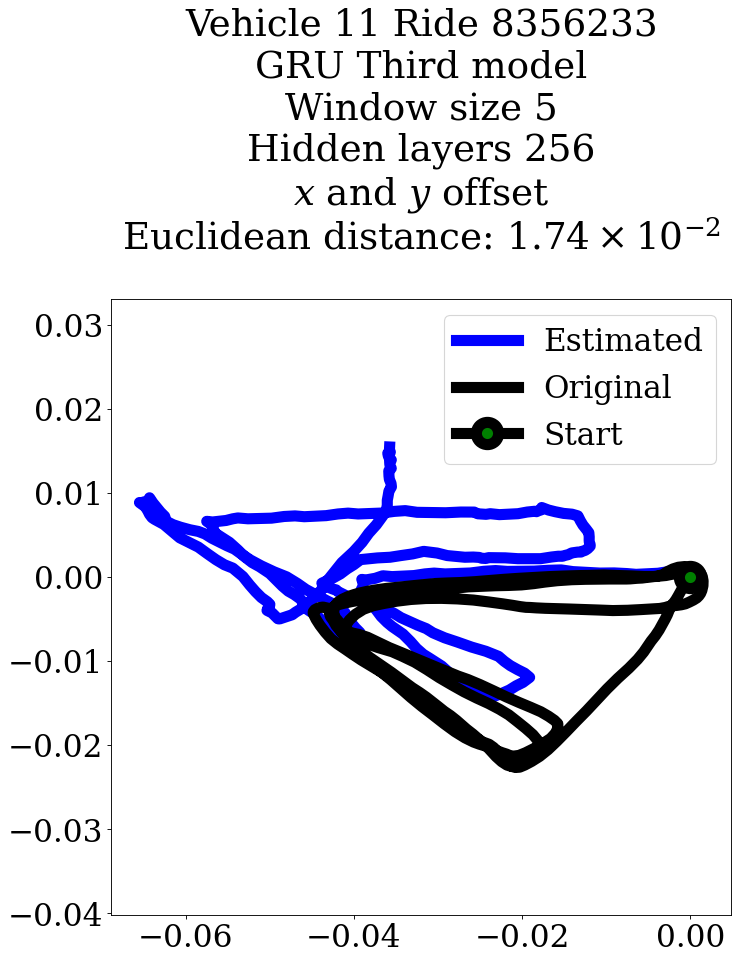 Vehicle 11 Ride 8356233
GRU Third model
Window size 5
Hidden layers 256
x and y offset
Euclidean distance: 1.74 × 10⁻²
Estimated
Original
Start
0.03
0.02
0.01
0.00
−0.01
−0.02
−0.03
−0.04
−0.06
−0.04
−0.02
0.00